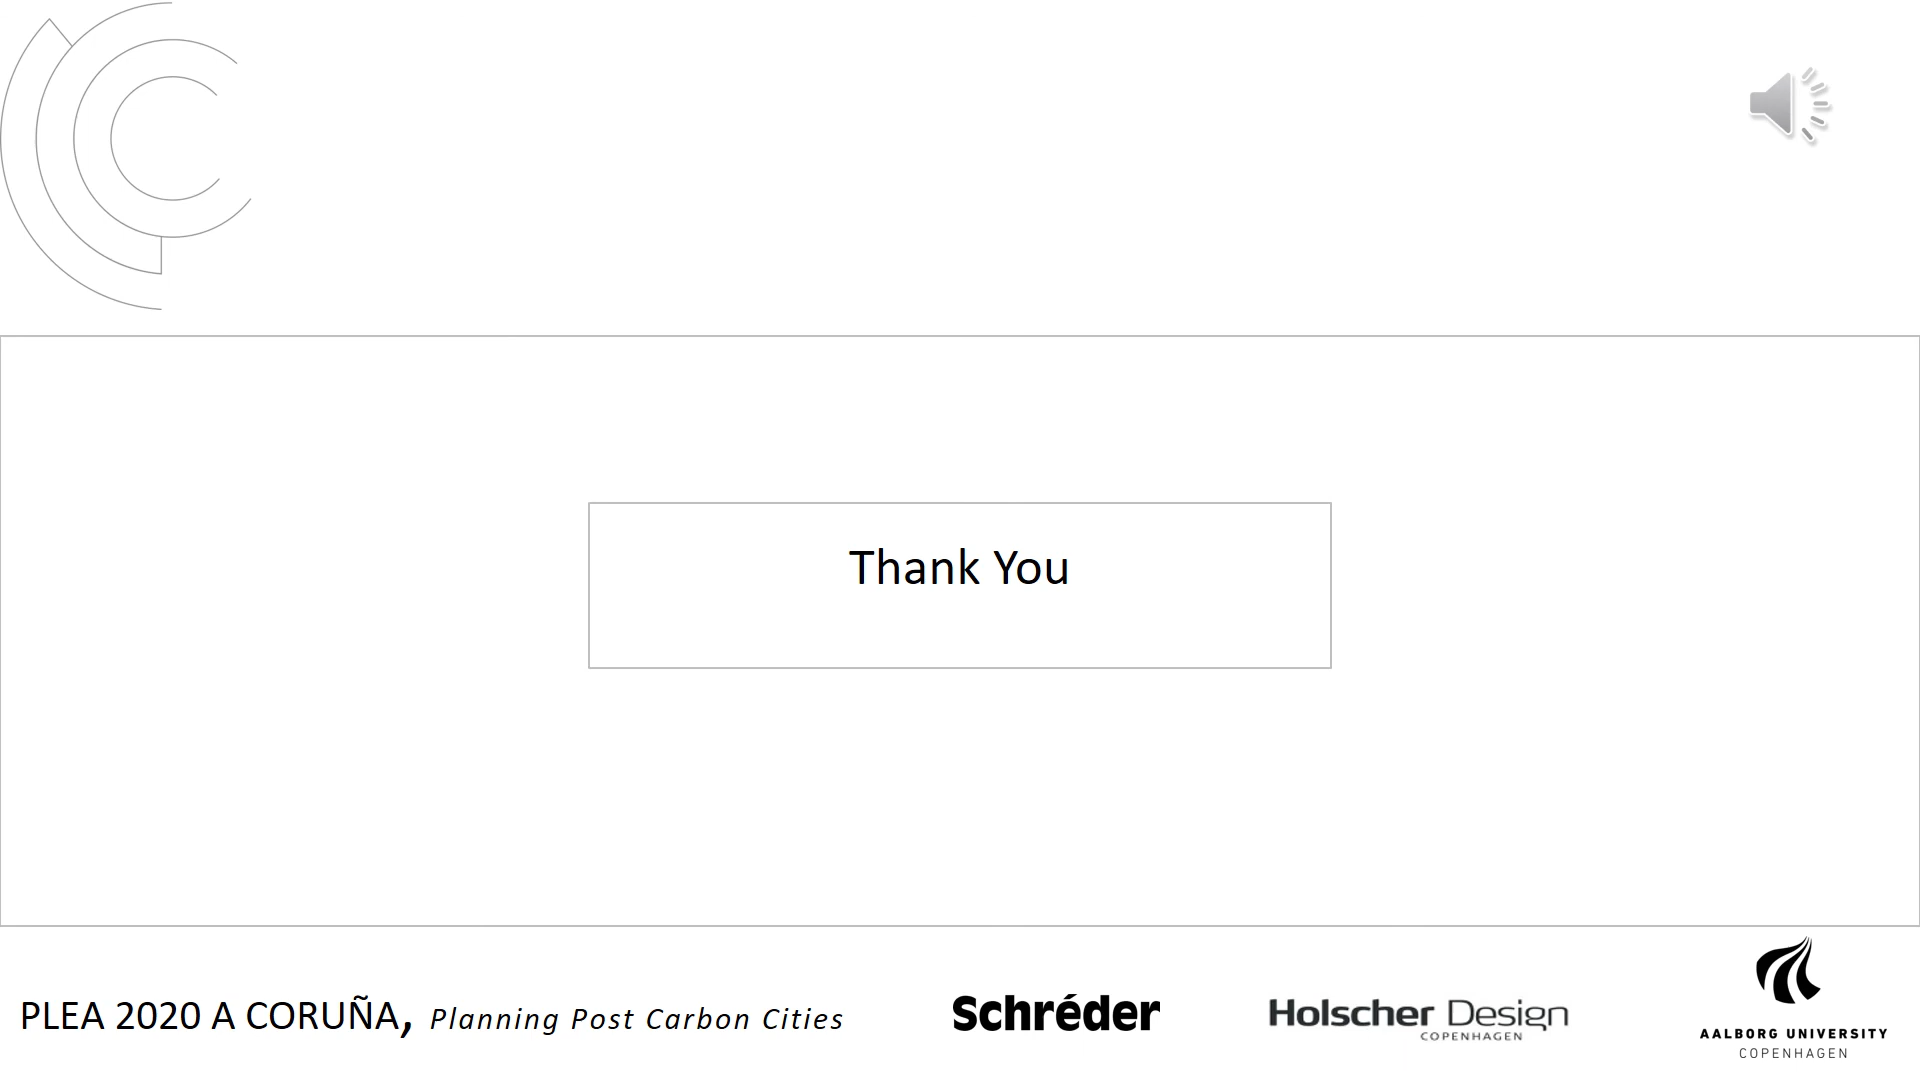 Thank You
PLEA 2020 A CORUÑA, Planning Post Carbon Cities
Schréder
Holscher Design
COPENHAGEN
AALBORG UNIVERSITY
COPENHAGEN